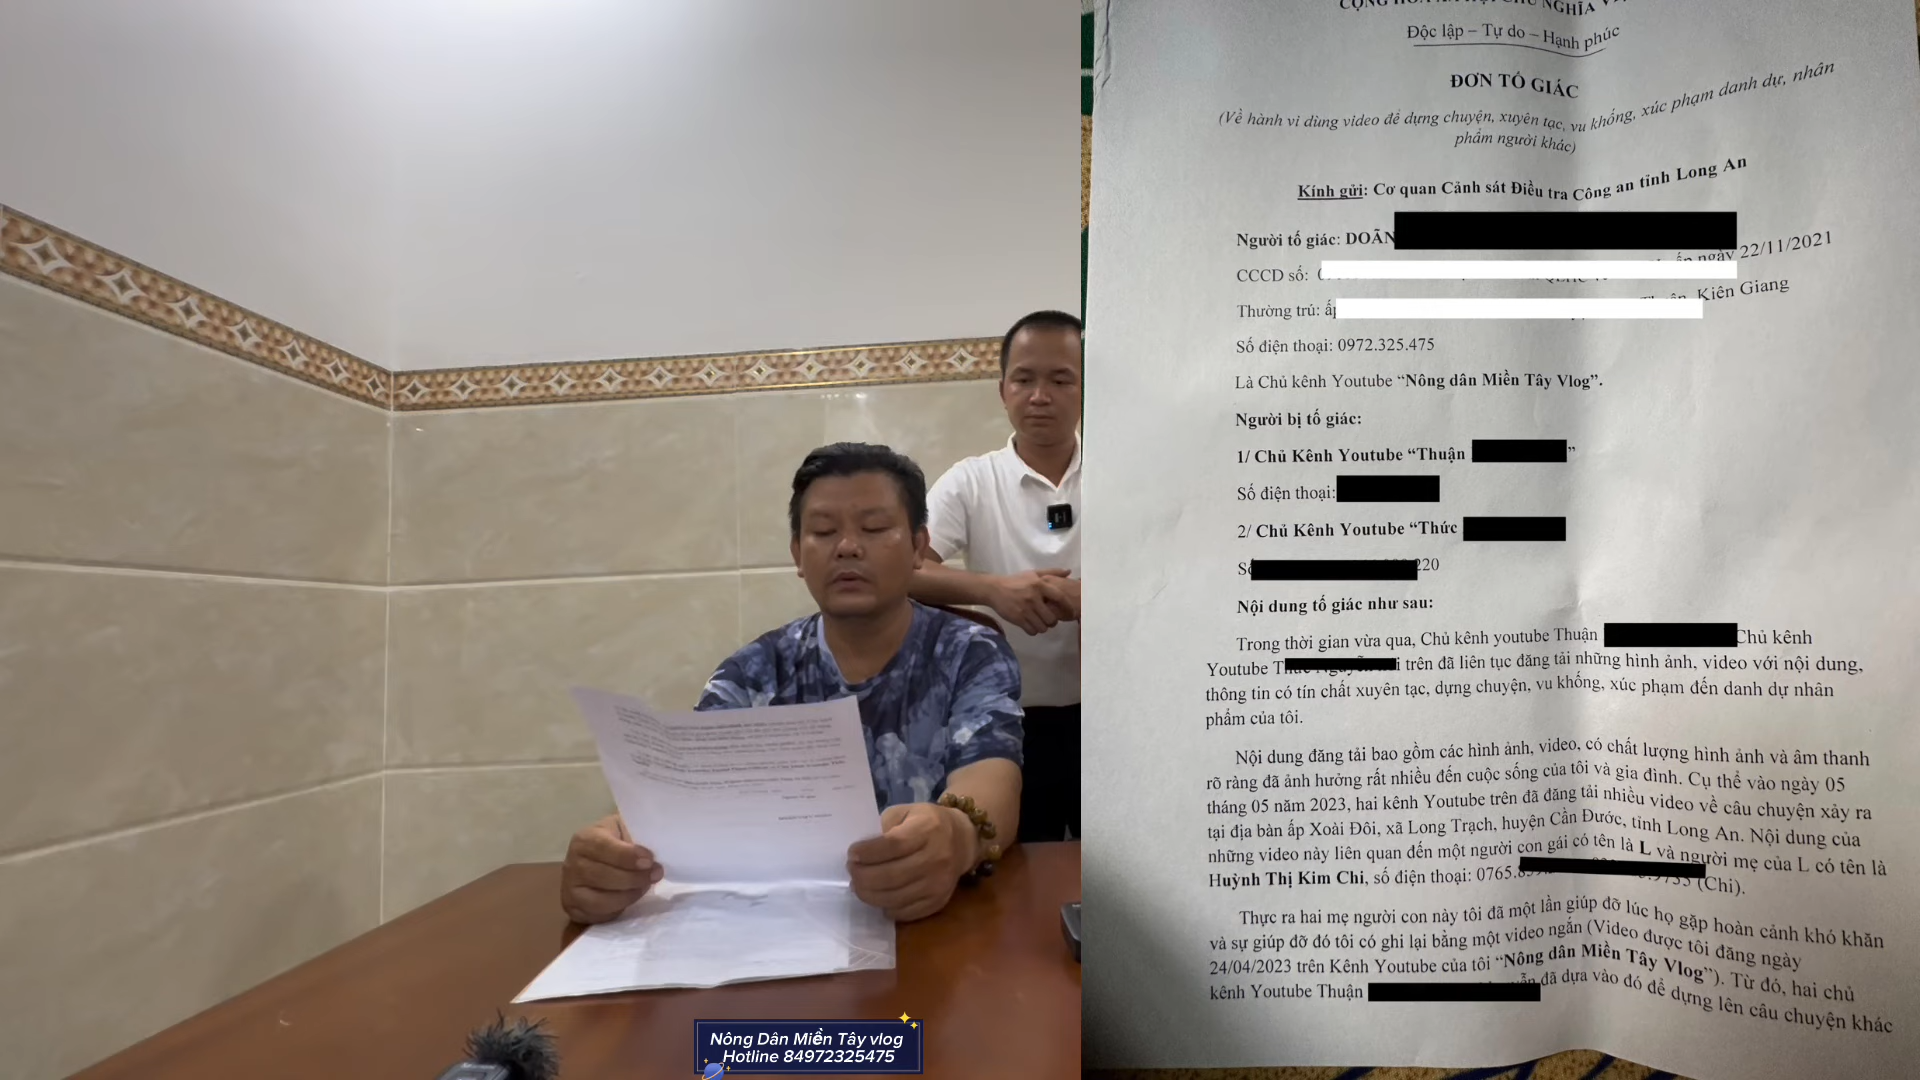 Nông Dân Miền Tây vlog
Hotline 84972325475
CỘNG HÒA XÃ HỘI CHỦ NGHĨA
Độc lập – Tự do – Hạnh phúc
ĐƠN TỐ GIÁC
(Về hành vi dùng video để dựng chuyện, xuyên tạc, vu khống, xúc phạm danh dự, nhân
phẩm người khác)
Kính gửi: Cơ quan Cảnh sát Điều tra Công an tỉnh Long An
Người tố giác: DOÃN
CCCD số: ngày 22/11/2021
Thường trú: ấp Kiên Giang
Số điện thoại: 0972.325.475
Là Chủ kênh Youtube “Nông dân Miền Tây Vlog”.
Người bị tố giác:
1/ Chủ Kênh Youtube “Thuận ”
Số điện thoại:
2/ Chủ Kênh Youtube “Thức
220
Nội dung tố giác như sau:
Trong thời gian vừa qua, Chủ kênh youtube Thuận Chủ kênh
Youtube trên đã liên tục đăng tải những hình ảnh, video với nội dung,
thông tin có tín chất xuyên tạc, dựng chuyện, vu khống, xúc phạm đến danh dự nhân
phẩm của tôi.
Nội dung đăng tải bao gồm các hình ảnh, video, có chất lượng hình ảnh và âm thanh
rõ ràng đã ảnh hưởng rất nhiều đến cuộc sống của tôi và gia đình. Cụ thể vào ngày 05
tháng 05 năm 2023, hai kênh Youtube trên đã đăng tải nhiều video về câu chuyện xảy ra
tại địa bàn ấp Xoài Đôi, xã Long Trạch, huyện Cần Đước, tỉnh Long An. Nội dung của
những video này liên quan đến một người con gái có tên là L và người mẹ của L có tên là
Huỳnh Thị Kim Chi, số điện thoại: 0765. (Chi).
Thực ra hai mẹ người con này tôi đã một lần giúp đỡ lúc họ gặp hoàn cảnh khó khăn
và sự giúp đỡ đó tôi có ghi lại bằng một video ngắn (Video được tôi đăng ngày
24/04/2023 trên Kênh Youtube của tôi “Nông dân Miền Tây Vlog”). Từ đó, hai chủ
kênh Youtube Thuận đã dựa vào đó để dựng lên câu chuyện khác